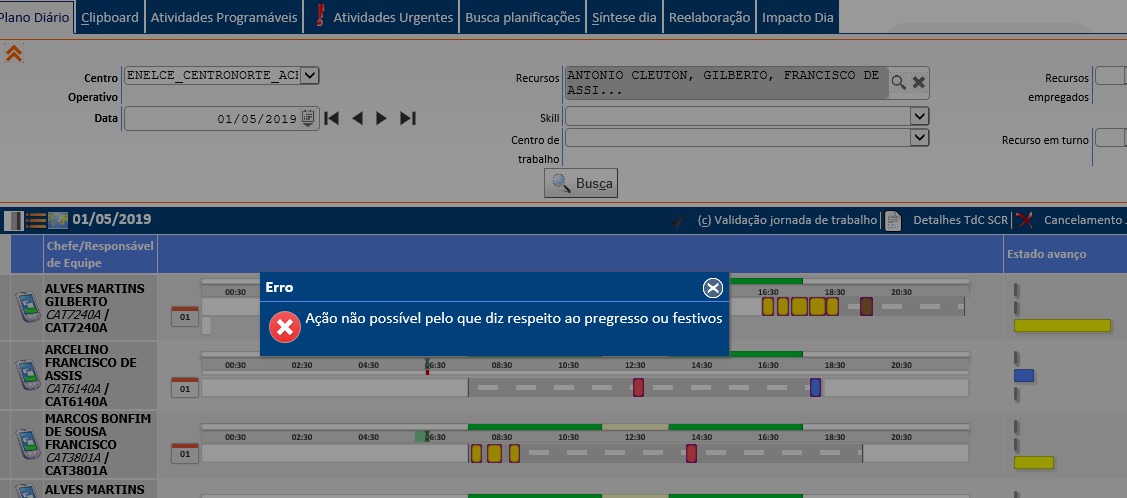 Plano Diário Clipboard Atividades Programáveis Atividades Urgentes Busca planificações Síntese dia Reelaboração Impacto Dia
Centro Operativo ENELCE_CENTRONORTE_ACI
Recursos ANTONIO CLEUTON, GILBERTO, FRANCISCO DE ASSI...
Recursos empregados
Data 01/05/2019
Skill
Centro de trabalho
Recurso em turno
Busca
01/05/2019 (c) Validação jornada de trabalho Detalhes TdC SCR Cancelamento
Chefe/Responsável de Equipe
Estado avanço
Erro
Ação não possível pelo que diz respeito ao pregresso ou festivos
ALVES MARTINS
GILBERTO
CAT7240A /
CAT7240A
01
00:30 16:30 18:30 20:30
ARCELINO
FRANCISCO DE
ASSIS
CAT6140A /
CAT6140A
01
00:30 02:30 04:30 06:30 08:30 10:30 12:30 14:30 16:30 18:30 20:30
MARCOS BONFIM
DE SOUSA
FRANCISCO
CAT3801A /
CAT3801A
01
00:30 02:30 04:30 06:30 08:30 10:30 12:30 14:30 16:30 18:30 20:30
ALVES MARTINS